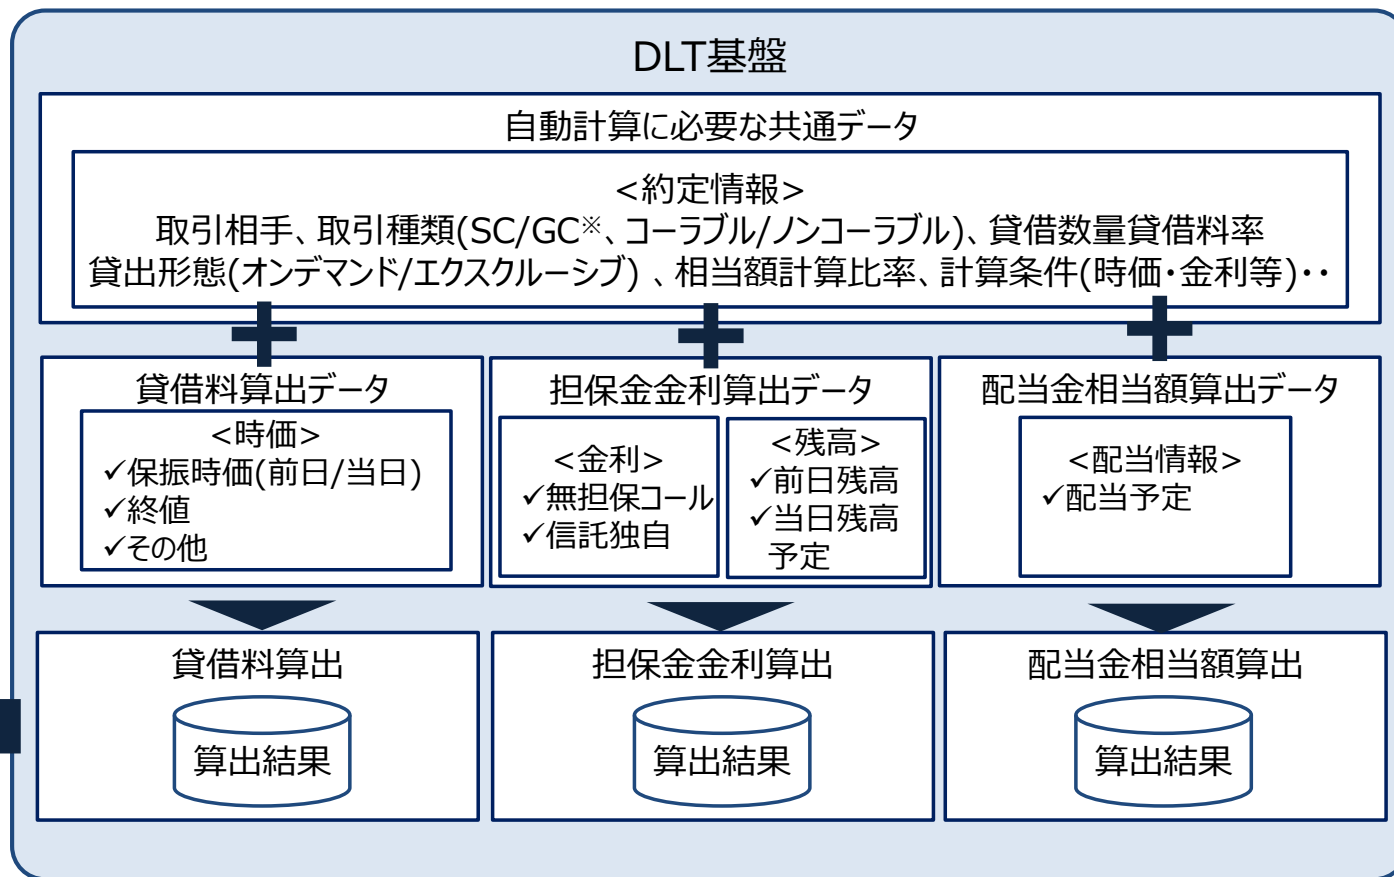 DLT基盤
自動計算に必要な共通データ
<約定情報>
取引相手、取引種類(SC/GC※、コーラブル/ノンコーラブル)、貸借数量貸借料率
貸出形態(オンデマンド/エクスクルーシブ) 、相当額計算比率、計算条件(時価・金利等)・・
貸借料算出データ
<時価>
✓保振時価(前日/当日)
✓終値
✓その他
担保金金利算出データ
<金利>
✓無担保コール
✓信託独自
<残高>
✓前日残高
✓当日残高
予定
配当金相当額算出データ
<配当情報>
✓配当予定
貸借料算出
算出結果
担保金金利算出
算出結果
配当金相当額算出
算出結果